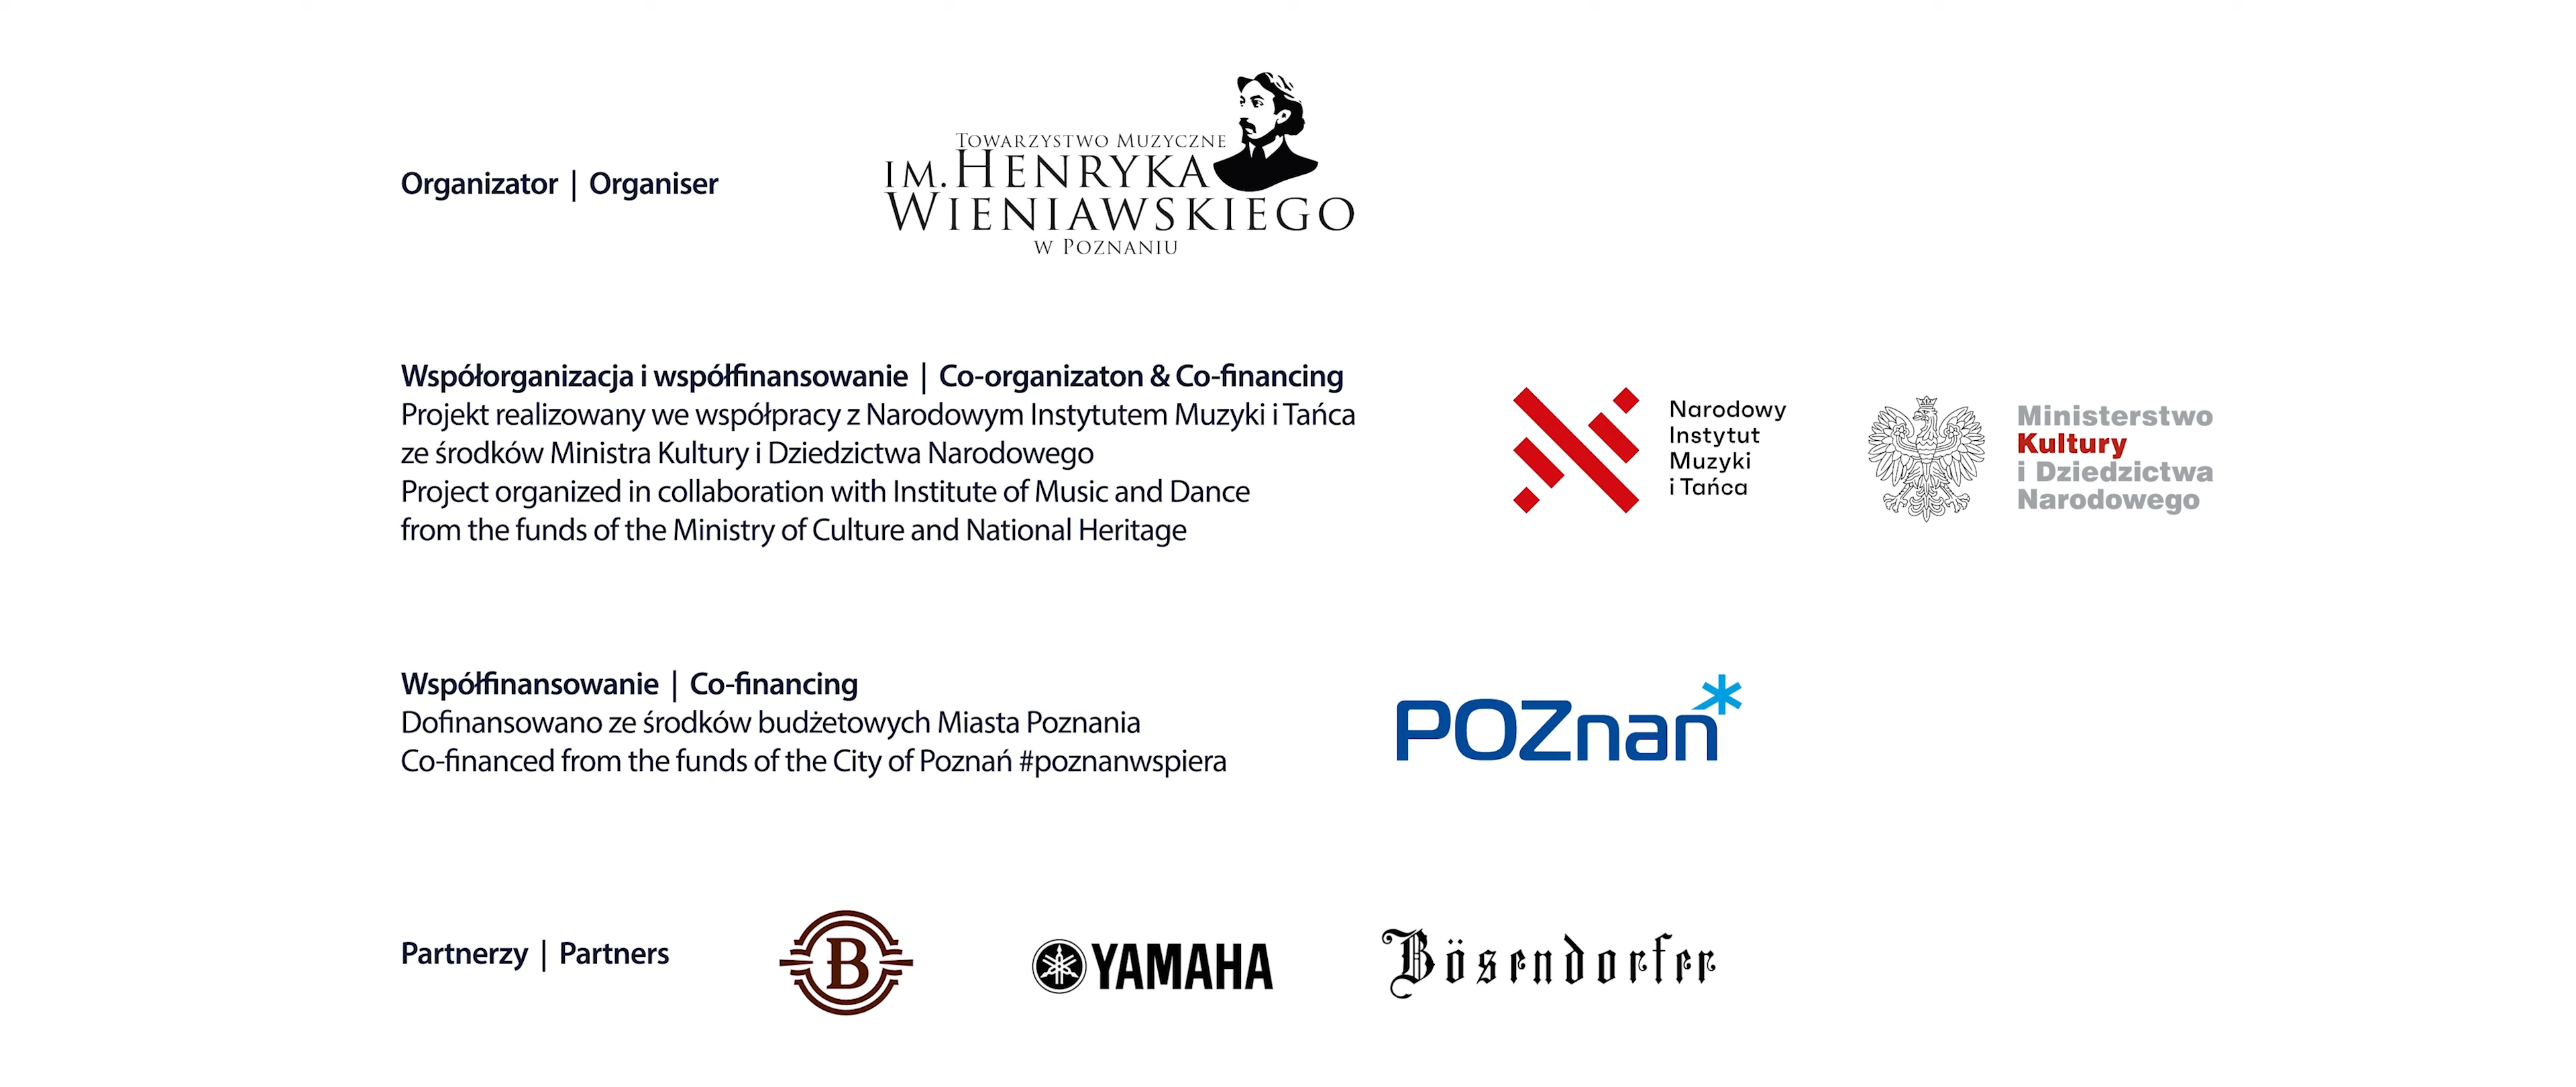 Organizator | Organiser
Towarzystwo Muzyczne
im. Henryka
Wieniawskiego
w Poznaniu
Współorganizacja i współfinansowanie | Co-organizaton & Co-financing
Projekt realizowany we współpracy z Narodowym Instytutem Muzyki i Tańca
ze środków Ministra Kultury i Dziedzictwa Narodowego
Project organized in collaboration with Institute of Music and Dance
from the funds of the Ministry of Culture and National Heritage
Narodowy
Instytut
Muzyki
i Tańca
Ministerstwo
Kultury
i Dziedzictwa
Narodowego
Współfinansowanie | Co-financing
Dofinansowano ze środków budżetowych Miasta Poznania
Co-financed from the funds of the City of Poznań #poznanwspiera
POZnan*
Partnerzy | Partners
B
YAMAHA
Bösendorfer